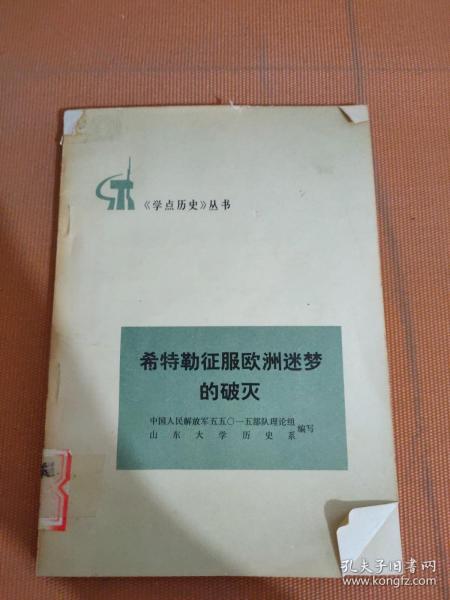 《学点历史》丛书
希特勒征服欧洲迷梦
的破灭
中国人民解放军五五〇一五部队理论组
山东大学历史系
编写
孔夫子旧书网
www.kongfz.com